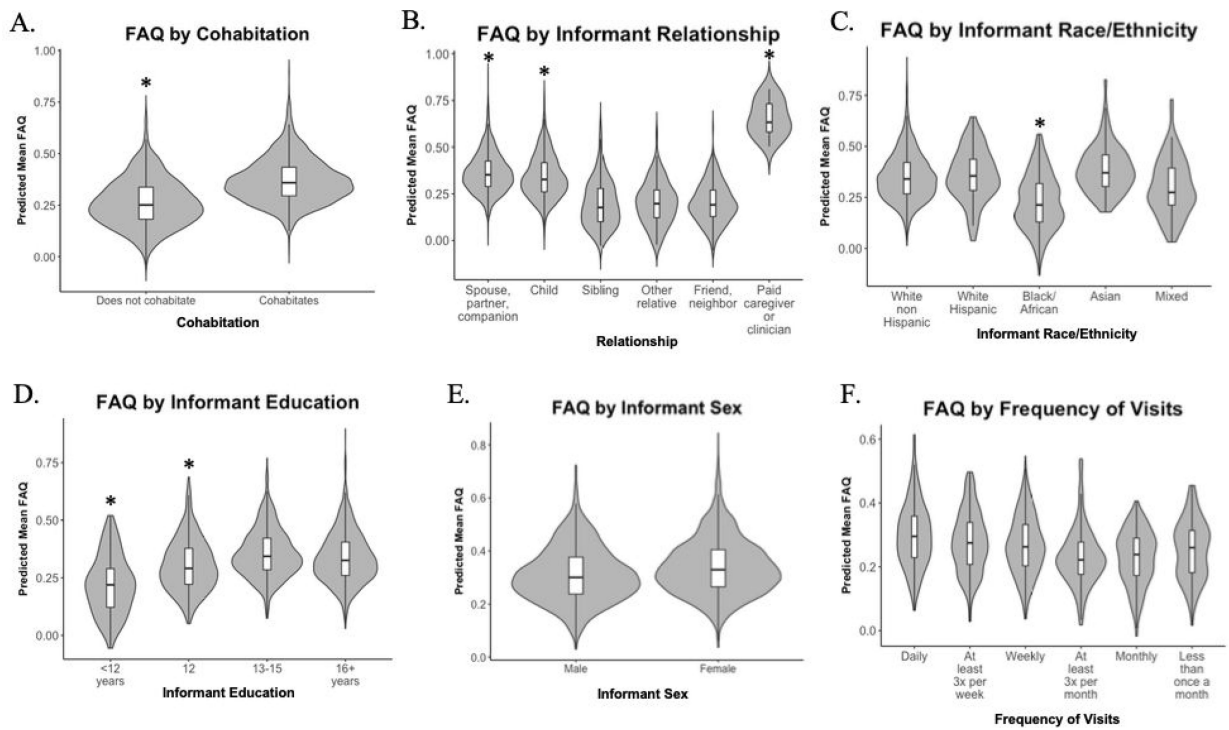 A.
FAQ by Cohabitation
Predicted Mean FAQ
1.00
0.75
0.50
0.25
0.00
*
Does not cohabitate
Cohabitates
Cohabitation
B.
FAQ by Informant Relationship
Predicted Mean FAQ
1.00
0.75
0.50
0.25
0.00
*
*
*
Spouse,
partner,
companion
Child
Sibling
Other
relative
Friend,
neighbor
Paid
caregiver
or
clinician
Relationship
C.
FAQ by Informant Race/Ethnicity
Predicted Mean FAQ
0.75
0.50
0.25
0.00
*
White
non
Hispanic
White
Hispanic
Black/
African
Asian
Mixed
Informant Race/Ethnicity
D.
FAQ by Informant Education
Predicted Mean FAQ
0.75
0.50
0.25
0.00
*
*
<12
years
12
13-15
16+
years
Informant Education
E.
FAQ by Informant Sex
Predicted Mean FAQ
0.8
0.6
0.4
0.2
0.0
Male
Female
Informant Sex
F.
FAQ by Frequency of Visits
Predicted Mean FAQ
0.6
0.4
0.2
0.0
Daily
At
least
3x per
week
Weekly
At
least
3x per
month
Monthly
Less
than
once a
month
Frequency of Visits